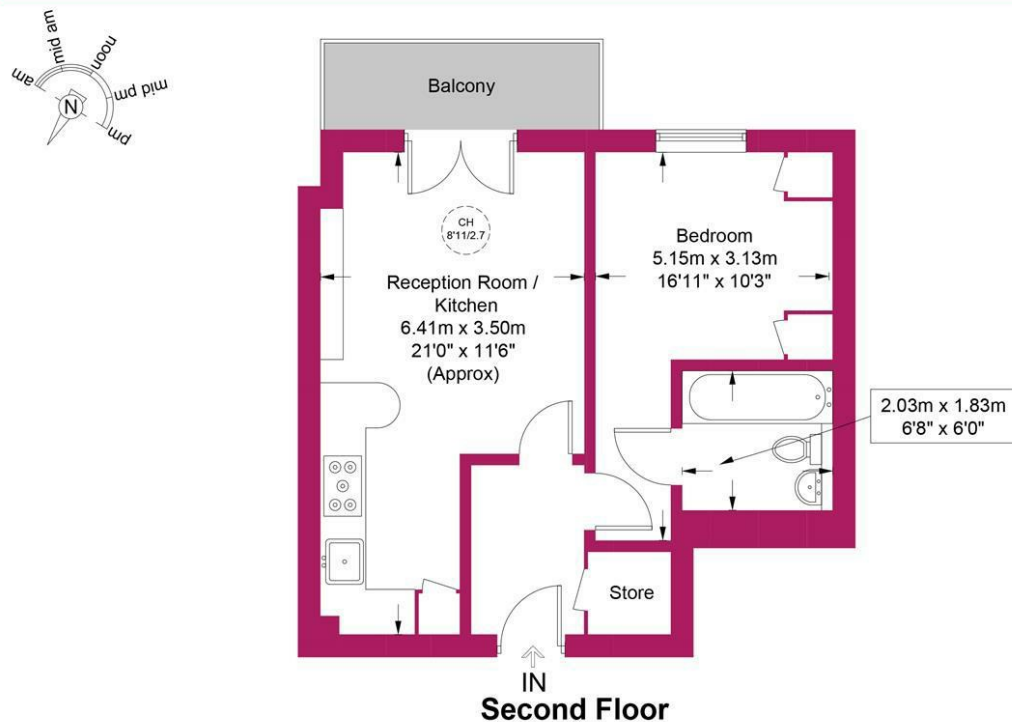 am
mid am
noon
mid pm
pm
N
Balcony
CH
8'11/2.7
Reception Room /
Kitchen
6.41m x 3.50m
21'0" x 11'6"
(Approx)
Bedroom
5.15m x 3.13m
16'11" x 10'3"
2.03m x 1.83m
6'8" x 6'0"
Store
IN
Second Floor